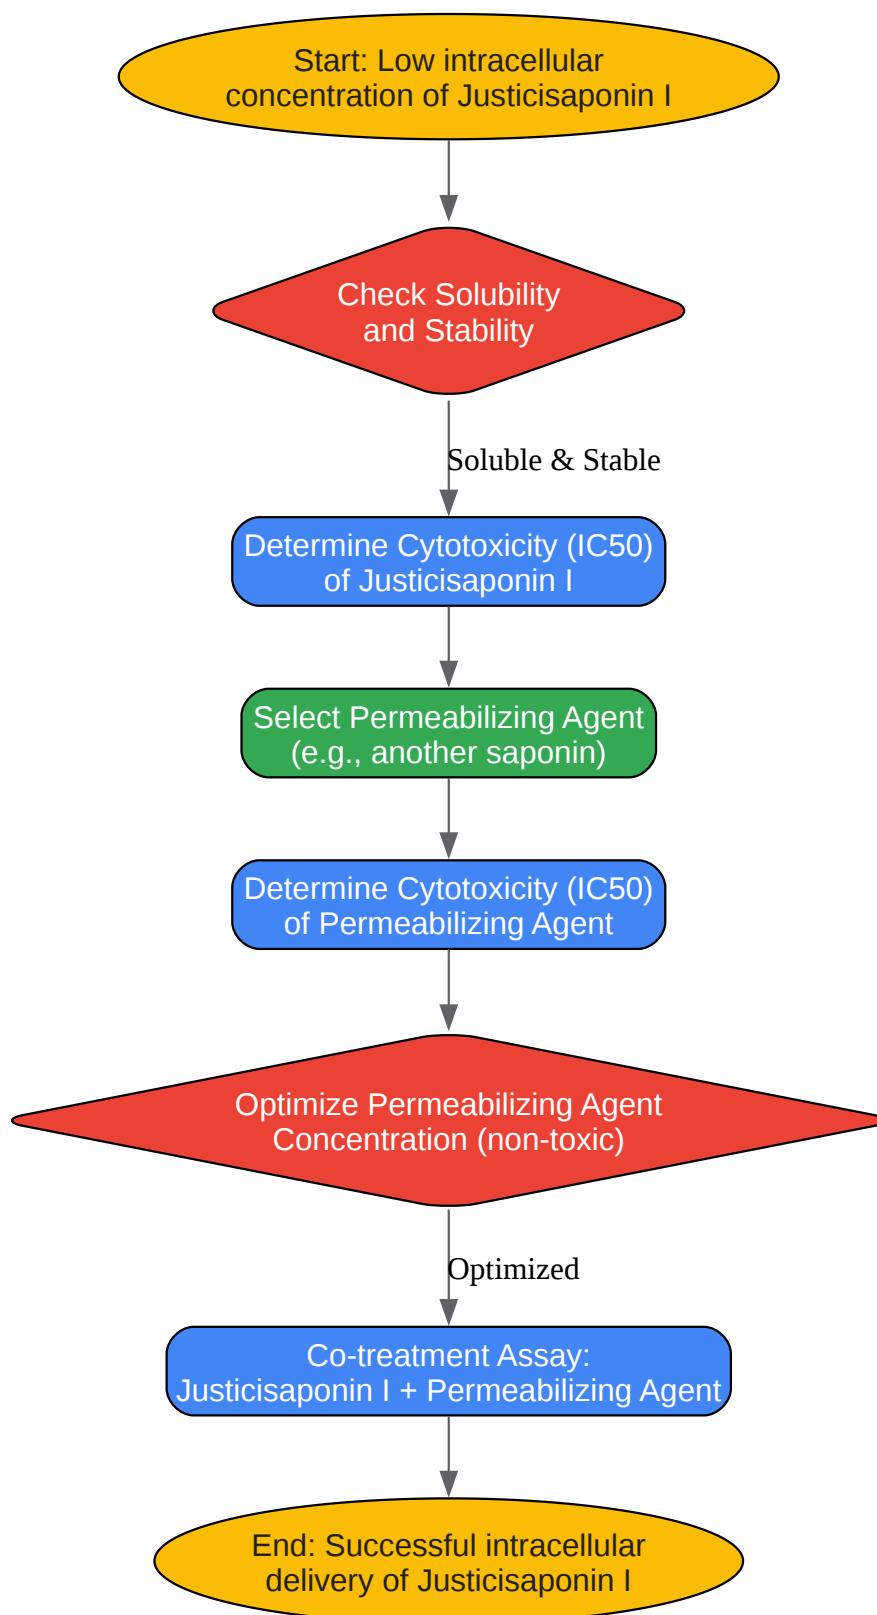 Start: Low intracellular
concentration of Justicisaponin I
Check Solubility
and Stability
Soluble & Stable
Determine Cytotoxicity (IC50)
of Justicisaponin I
Select Permeabilizing Agent
(e.g., another saponin)
Determine Cytotoxicity (IC50)
of Permeabilizing Agent
Optimize Permeabilizing Agent
Concentration (non-toxic)
Optimized
Co-treatment Assay:
Justicisaponin I + Permeabilizing Agent
End: Successful intracellular
delivery of Justicisaponin I